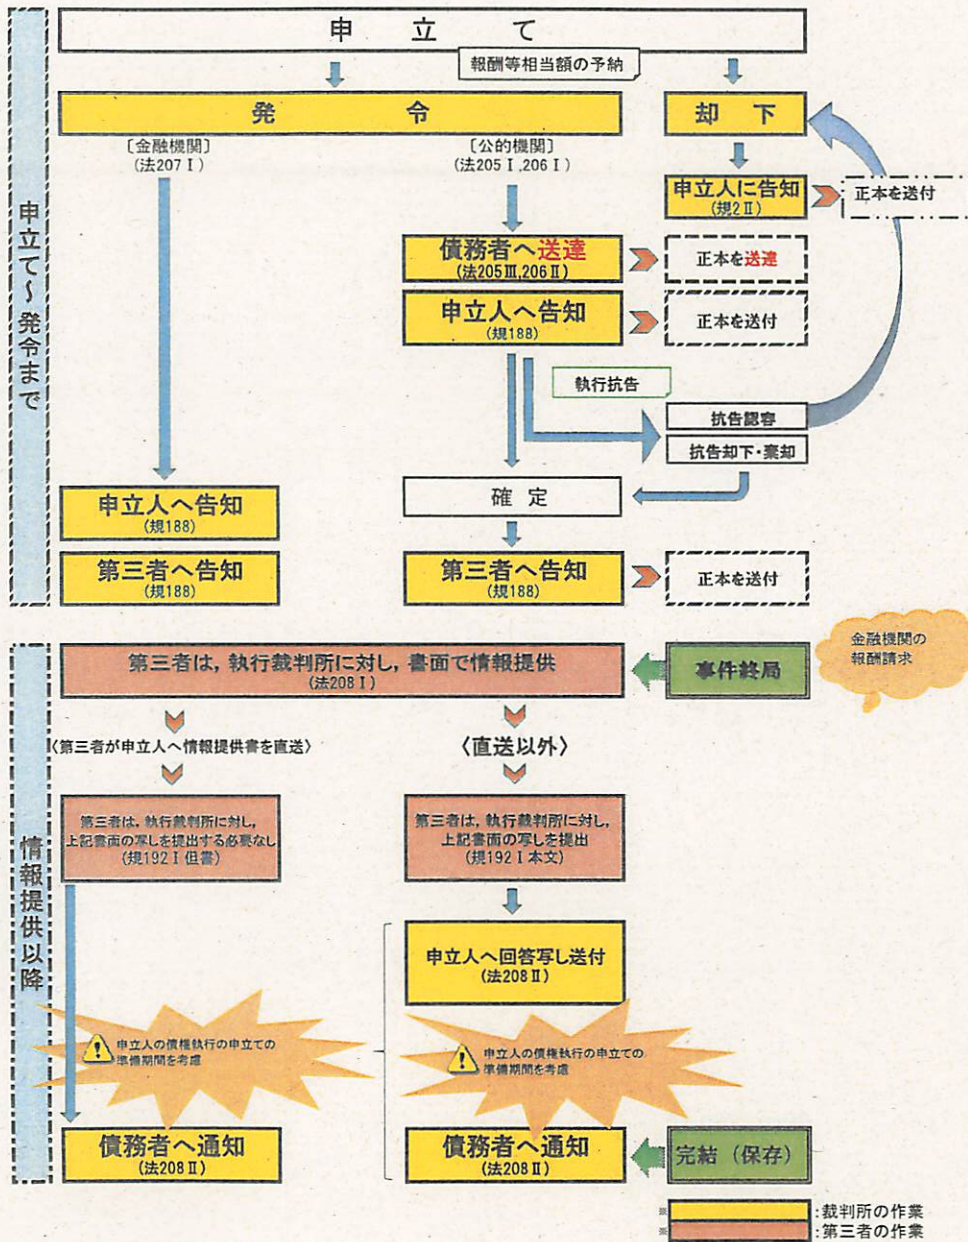 申立て
報酬等相当額の予納
発令
却下
〔金融機関〕
(法207Ⅰ)
〔公的機関〕
(法205Ⅰ,206Ⅰ)
申立人に告知
(規2Ⅱ)
正本を送付
債務者へ送達
(法205Ⅲ,206Ⅱ)
正本を送達
申立人へ告知
(規188)
正本を送付
執行抗告
抗告認容
抗告却下・棄却
申立て～発令まで
確定
申立人へ告知
(規188)
第三者へ告知
(規188)
第三者へ告知
(規188)
正本を送付
第三者は，執行裁判所に対し，書面で情報提供
(法208Ⅰ)
事件終局
金融機関の
報酬請求
〈第三者が申立人へ情報提供書を直送〉
〈直送以外〉
第三者は，執行裁判所に対し，
上記書面の写しを提出する必要なし
(規192Ⅰ但書)
第三者は，執行裁判所に対し，
上記書面の写しを提出
(規192Ⅰ本文)
情報提供以降
申立人へ回答写し送付
(法208Ⅱ)
申立人の債権執行の申立ての
準備期間を考慮
申立人の債権執行の申立ての
準備期間を考慮
債務者へ通知
(法208Ⅱ)
債務者へ通知
(法208Ⅱ)
完結（保存）
※ :裁判所の作業
※ :第三者の作業